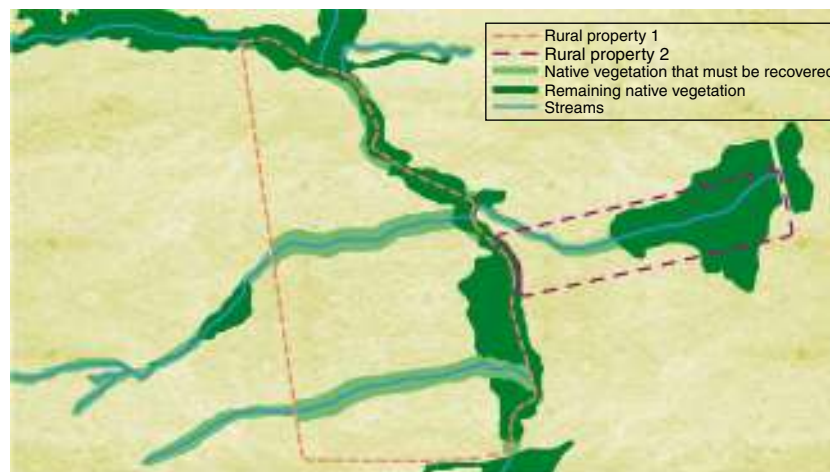 Rural property 1
Rural property 2
Native vegetation that must be recovered
Remaining native vegetation
Streams